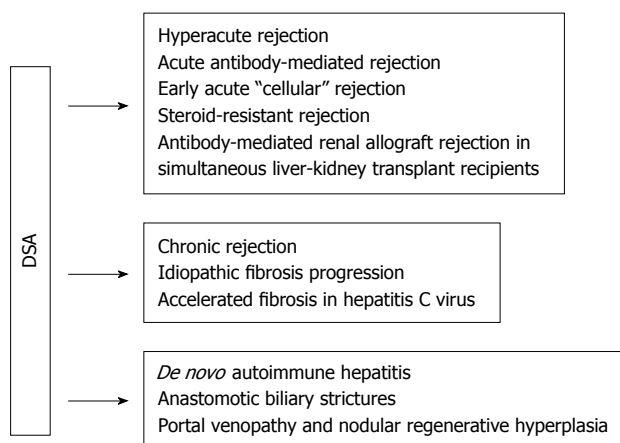 DSA
Hyperacute rejection
Acute antibody-mediated rejection
Early acute “cellular” rejection
Steroid-resistant rejection
Antibody-mediated renal allograft rejection in
simultaneous liver-kidney transplant recipients
Chronic rejection
Idiopathic fibrosis progression
Accelerated fibrosis in hepatitis C virus
De novo autoimmune hepatitis
Anastomotic biliary strictures
Portal venopathy and nodular regenerative hyperplasia